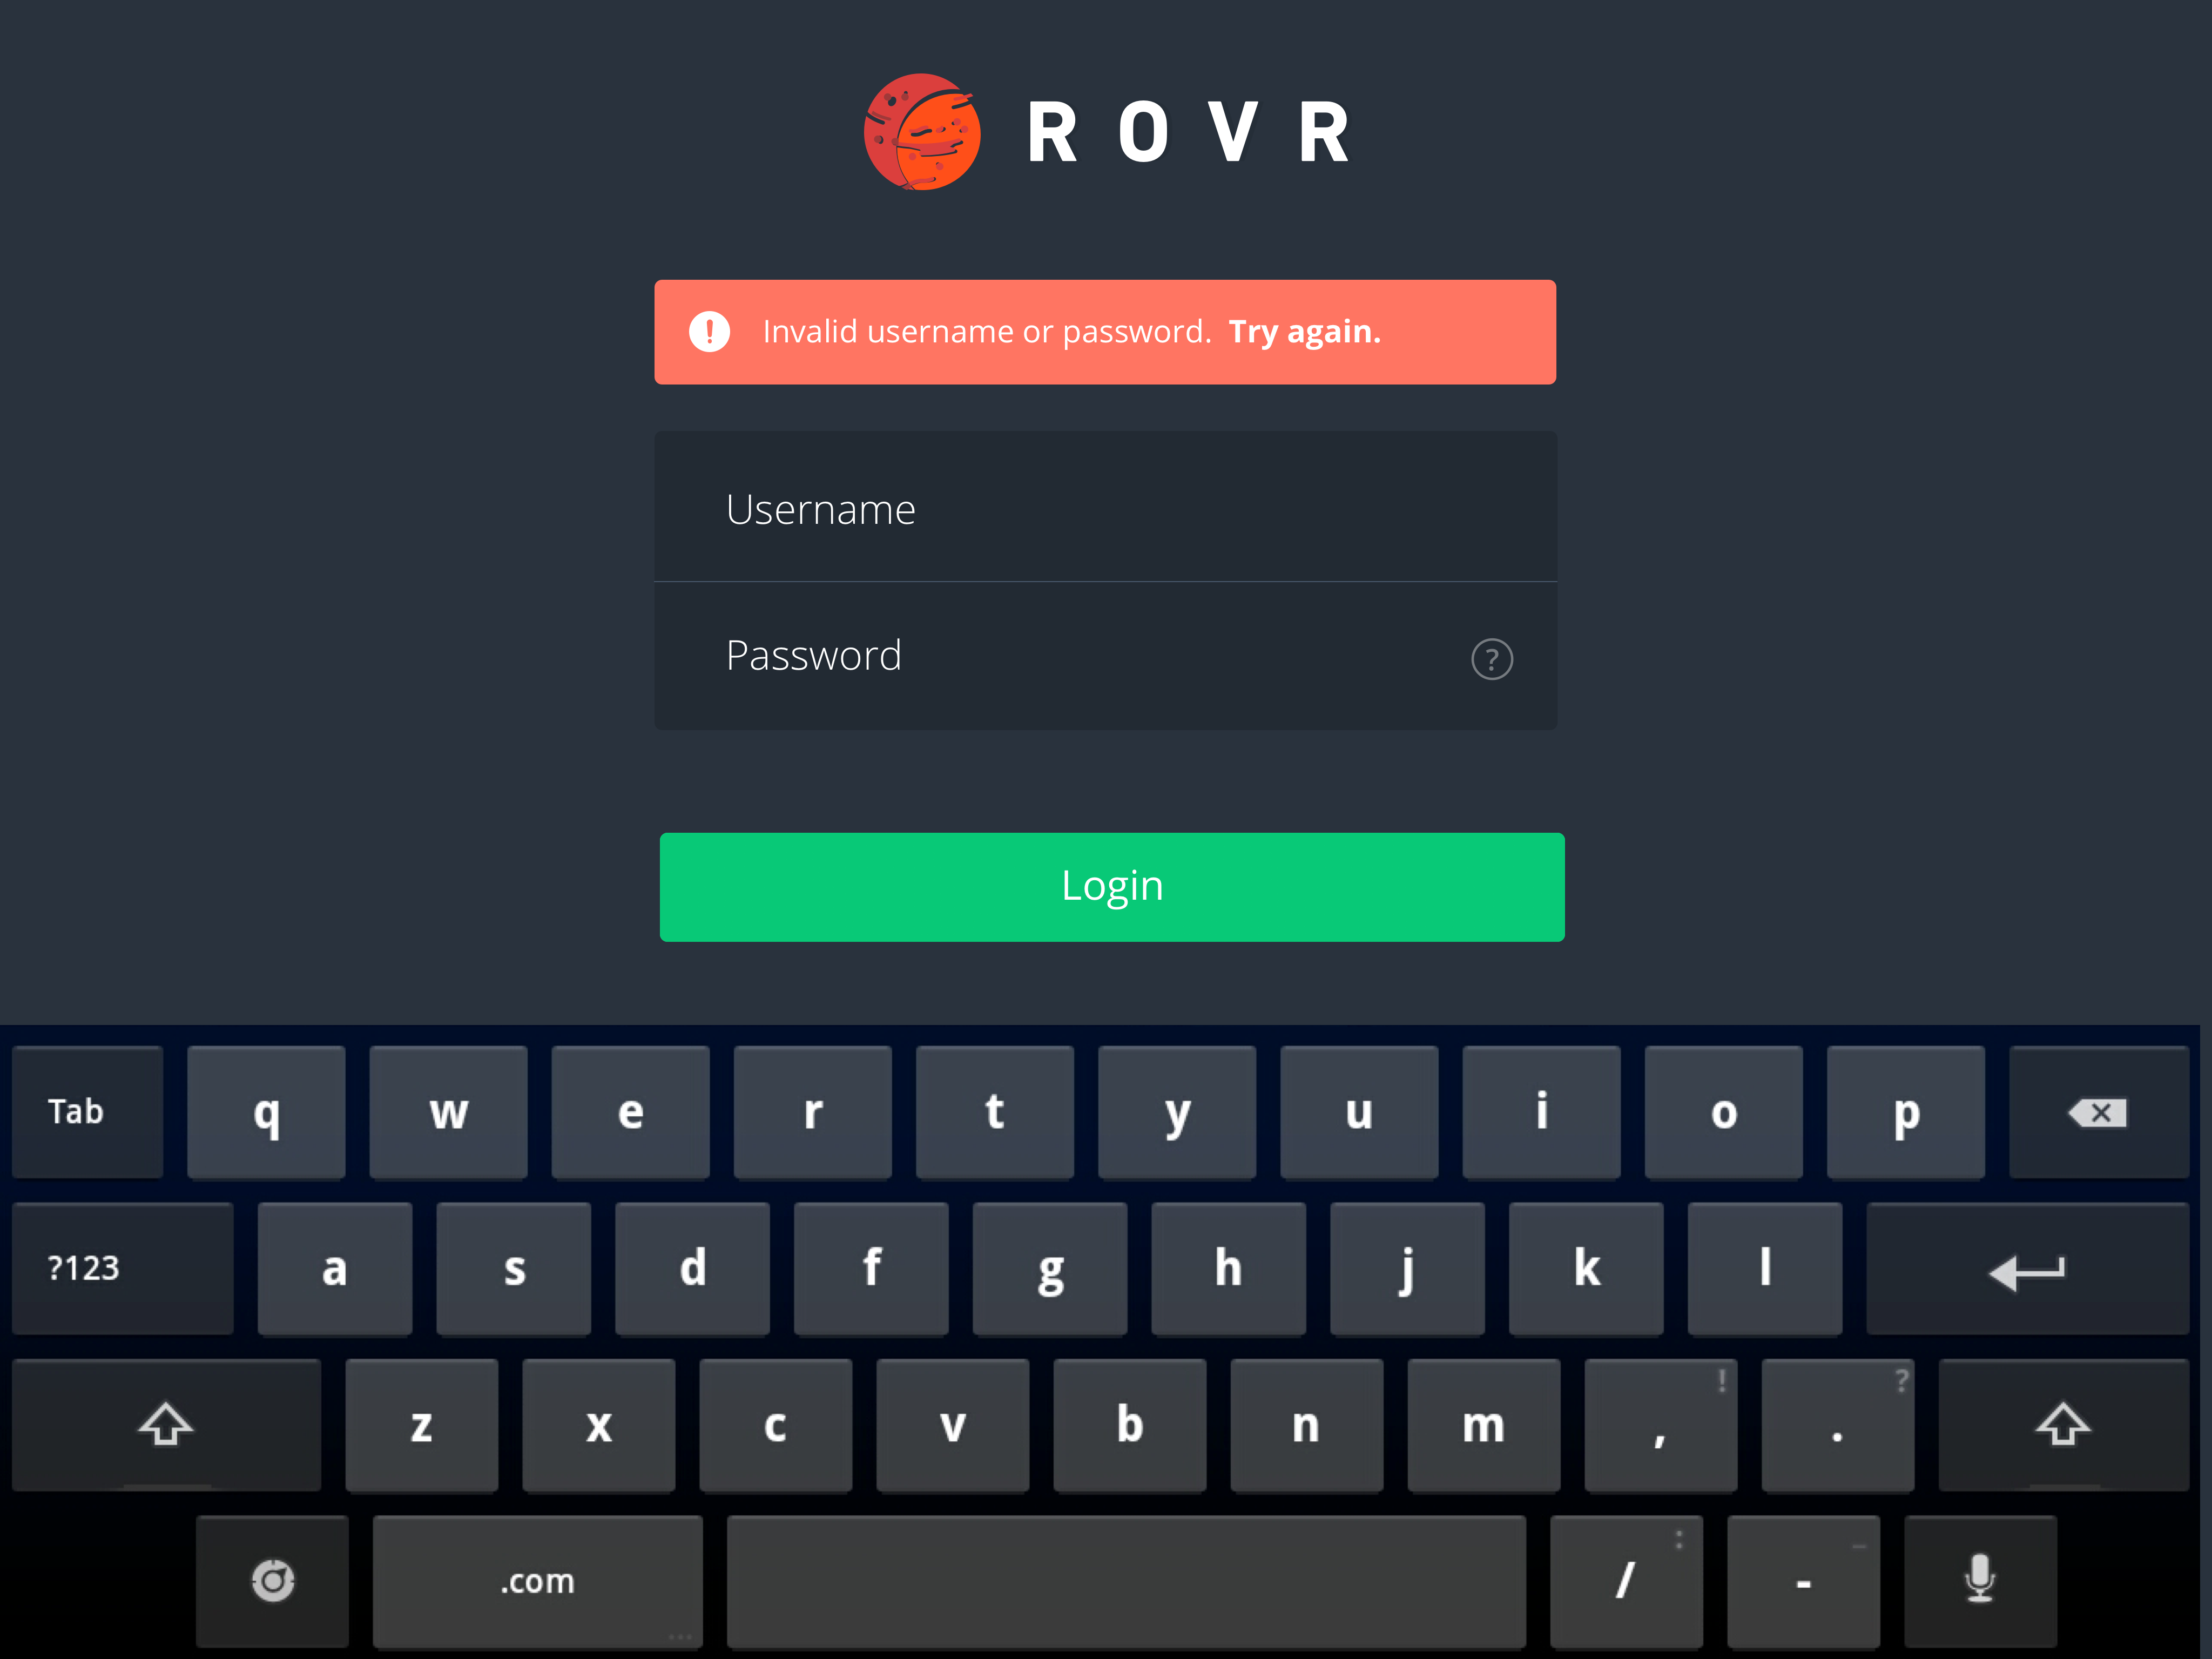 ROVR
! Invalid username or password. Try again.
Username
Password ?
Login
Tab q w e r t y u i o p
?123 a s d f g h j k l
z x c v b n m , ! . ?
.com ... / : - _